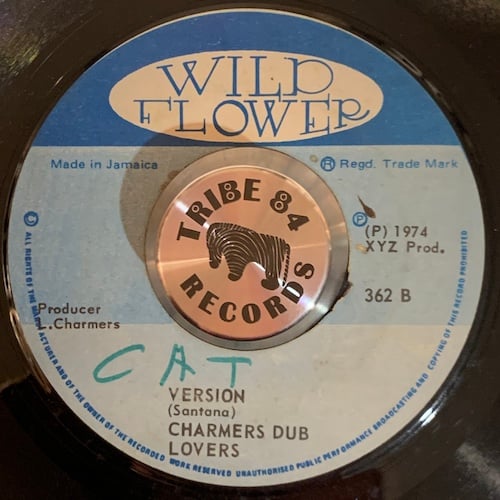 WILD
FLOWER
Made in Jamaica
Ⓡ Regd. Trade Mark
TRIBE 84
RECORDS
Ⓟ
(P) 1974
XYZ Prod.
362 B
Producer
L.Charmers
CAT
VERSION
(Santana)
CHARMERS DUB
LOVERS
ALL RIGHTS OF THE MANUFACTURER AND OF THE OWNER OF THE RECORDED WORK RESERVED UNAUTHORISED PUBLIC PERFORMANCE BROADCASTING AND COPYING OF THIS RECORD PROHIBITED